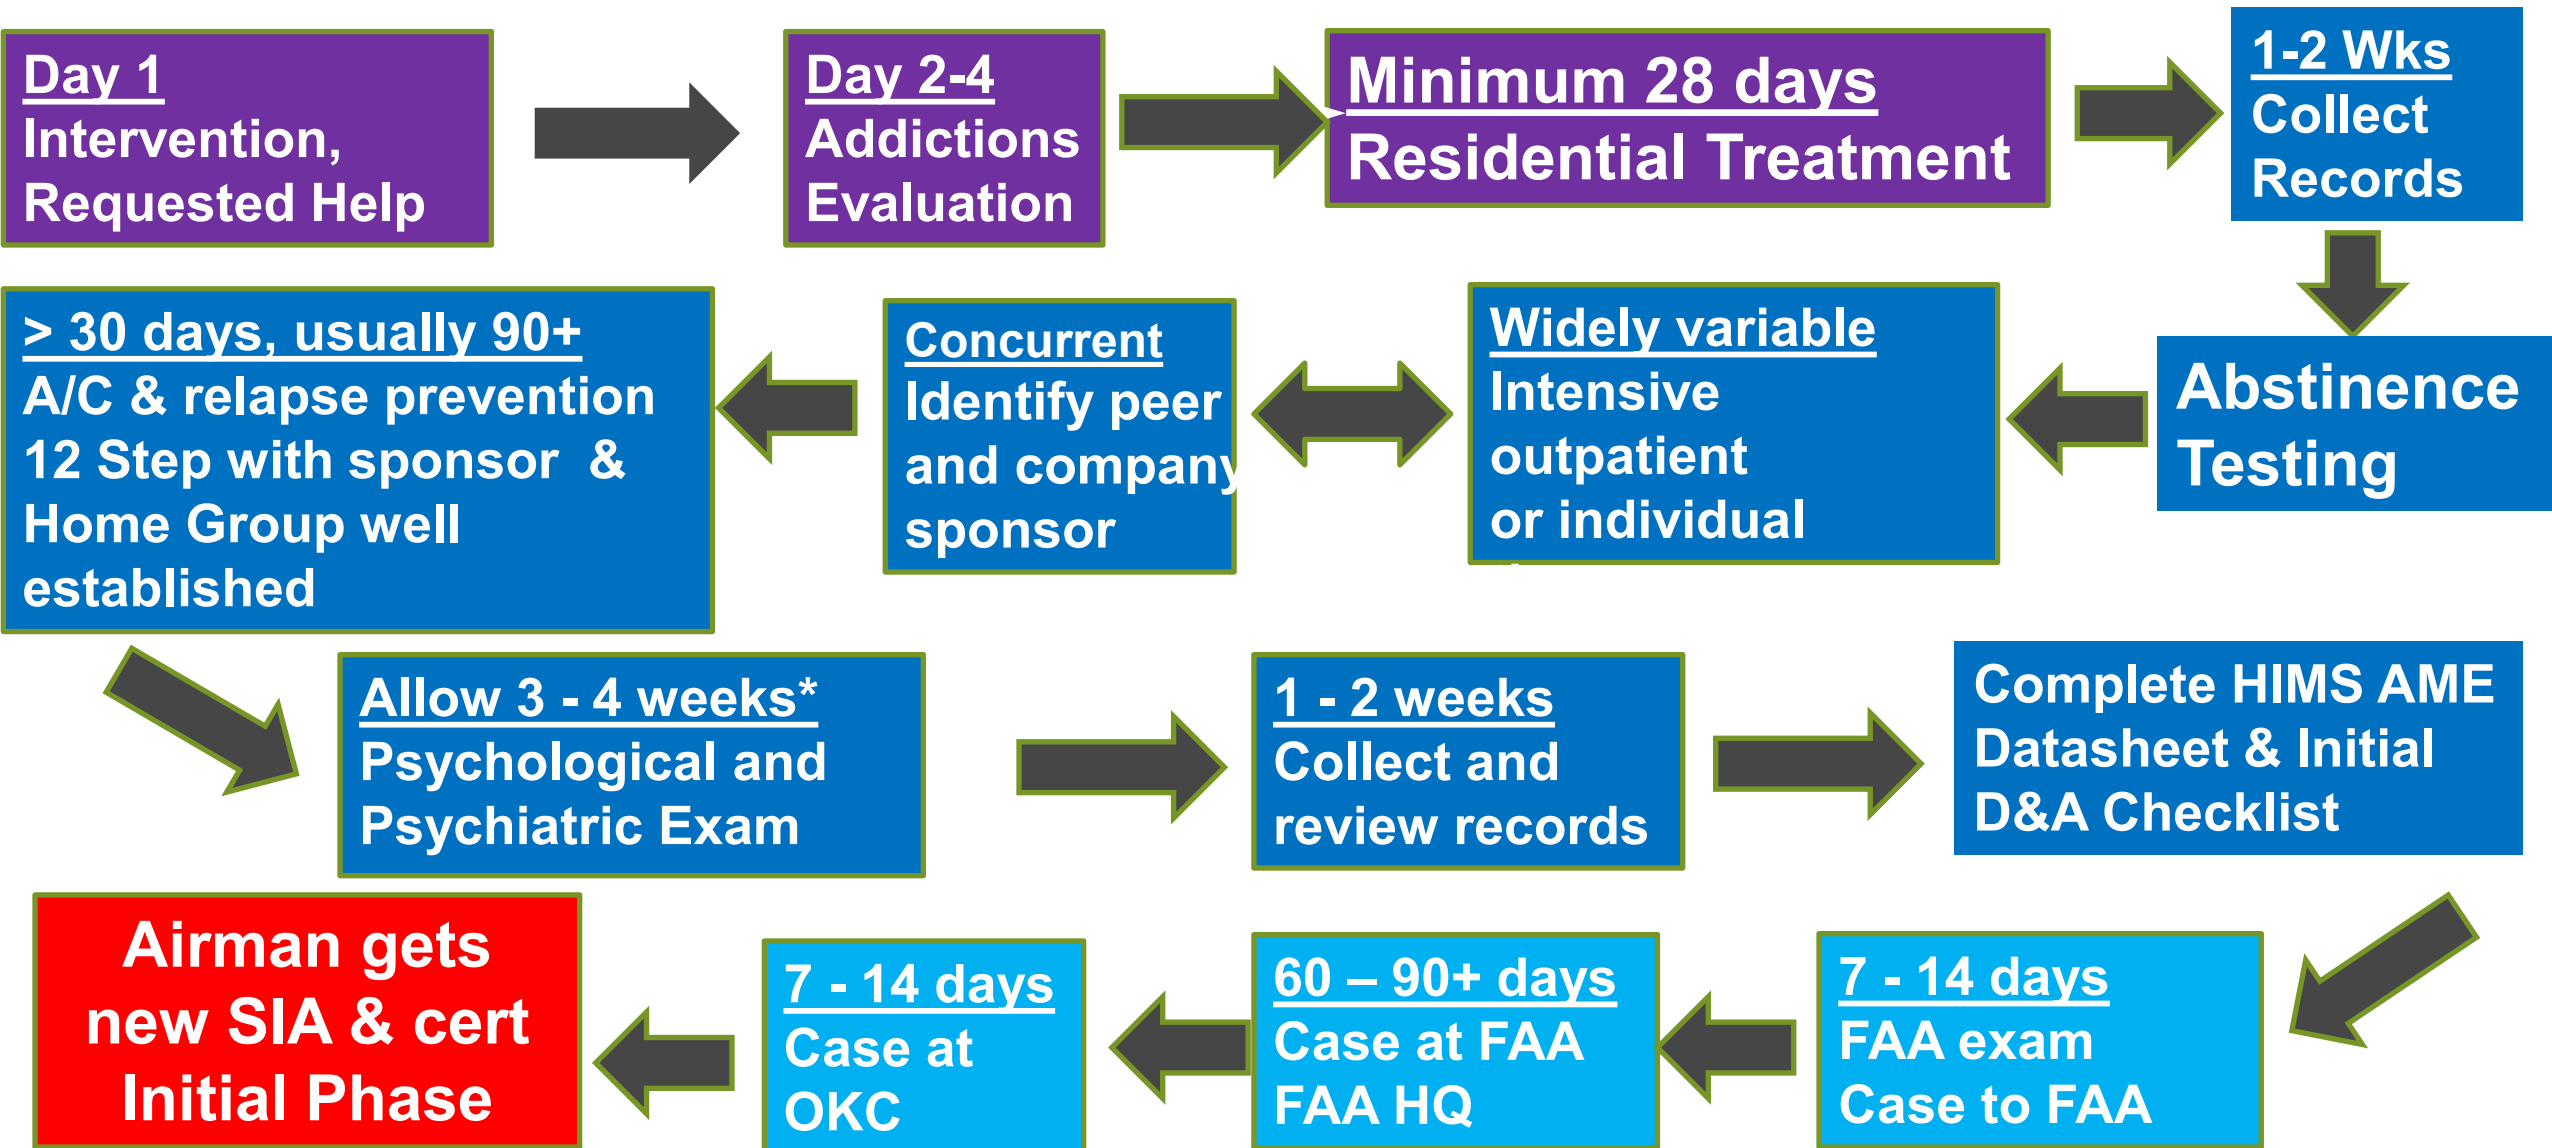 Day 1
Intervention,
Requested Help
Day 2-4
Addictions
Evaluation
Minimum 28 days
Residential Treatment
1-2 Wks
Collect
Records
Abstinence
Testing
Widely variable
Intensive
outpatient
or individual
Concurrent
Identify peer
and company
sponsor
> 30 days, usually 90+
A/C & relapse prevention
12 Step with sponsor &
Home Group well
established
Allow 3 - 4 weeks*
Psychological and
Psychiatric Exam
1 - 2 weeks
Collect and
review records
Complete HIMS AME
Datasheet & Initial
D&A Checklist
7 - 14 days
FAA exam
Case to FAA
60 – 90+ days
Case at FAA
FAA HQ
7 - 14 days
Case at
OKC
Airman gets
new SIA & cert
Initial Phase